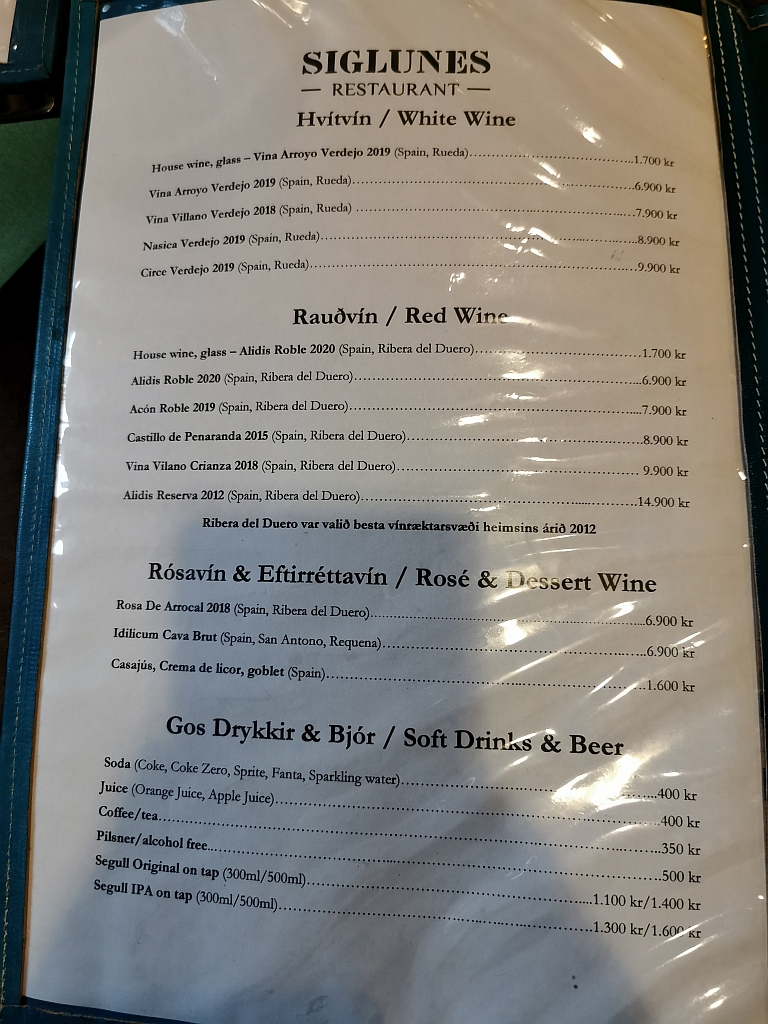 SIGLUNES
— RESTAURANT —
Hvítvín / White Wine
House wine, glass – Vina Arroyo Verdejo 2019 (Spain, Rueda)..........1.700 kr
Vina Arroyo Verdejo 2019 (Spain, Rueda)..........6.900 kr
Vina Villano Verdejo 2018 (Spain, Rueda) ..........7.900 kr
Nasica Verdejo 2019 (Spain, Rueda)..........8.900 kr
Circe Verdejo 2019 (Spain, Rueda)..........9.900 kr
Rauðvín / Red Wine
House wine, glass – Alidis Roble 2020 (Spain, Ribera del Duero)..........1.700 kr
Alidis Roble 2020 (Spain, Ribera del Duero)..........6.900 kr
Acón Roble 2019 (Spain, Ribera del Duero)..........7.900 kr
Castillo de Penaranda 2015 (Spain, Ribera del Duero)..........8.900 kr
Vina Vilano Crianza 2018 (Spain, Ribera del Duero).......... 9.900 kr
Alidis Reserva 2012 (Spain, Ribera del Duero)..........14.900 kr
Ribera del Duero var valið besta vínræktarsvæði heimsins árið 2012
Rósavín & Eftirréttavín / Rosé & Dessert Wine
Rosa De Arrocal 2018 (Spain, Ribera del Duero)..........6.900 kr
Idilicum Cava Brut (Spain, San Antono, Requena)..........6.900 kr
Casajús, Crema de licor, goblet (Spain)..........1.600 kr
Gos Drykkir & Bjór / Soft Drinks & Beer
Soda (Coke, Coke Zero, Sprite, Fanta, Sparkling water)..........400 kr
Juice (Orange Juice, Apple Juice)..........400 kr
Coffee/tea..........350 kr
Pilsner/alcohol free..........500 kr
Segull Original on tap (300ml/500ml)..........1.100 kr/1.400 kr
Segull IPA on tap (300ml/500ml)..........1.300 kr/1.600 kr